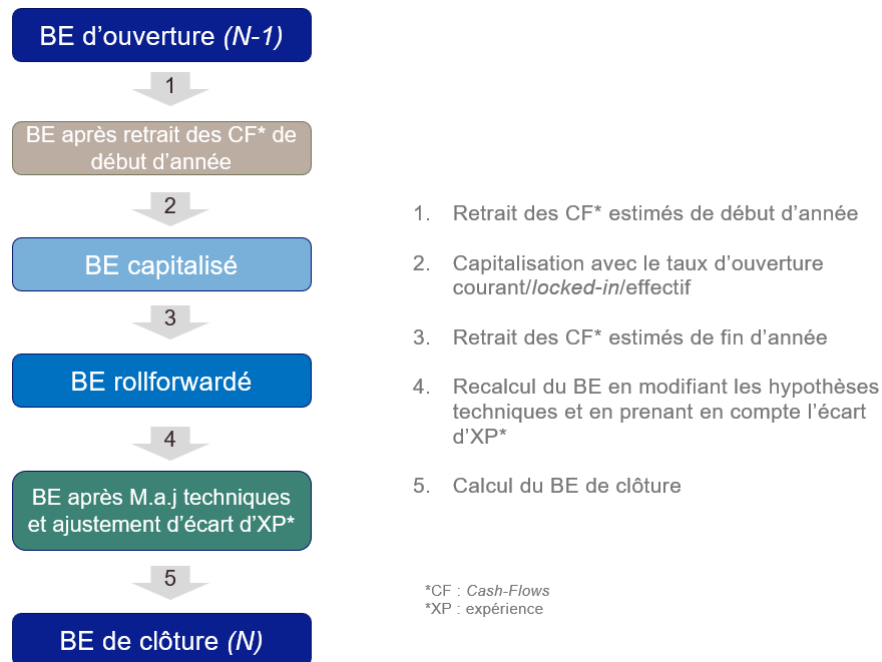 BE d'ouverture (N-1)
1
BE après retrait des CF* de
début d'année
2
BE capitalisé
3
BE rollforwardé
4
BE après M.a.j techniques
et ajustement d'écart d'XP*
5
BE de clôture (N)
1. Retrait des CF* estimés de début d'année
2. Capitalisation avec le taux d'ouverture
courant/locked-in/effectif
3. Retrait des CF* estimés de fin d'année
4. Recalcul du BE en modifiant les hypothèses
techniques et en prenant en compte l'écart
d'XP*
5. Calcul du BE de clôture
*CF : Cash-Flows
*XP : expérience